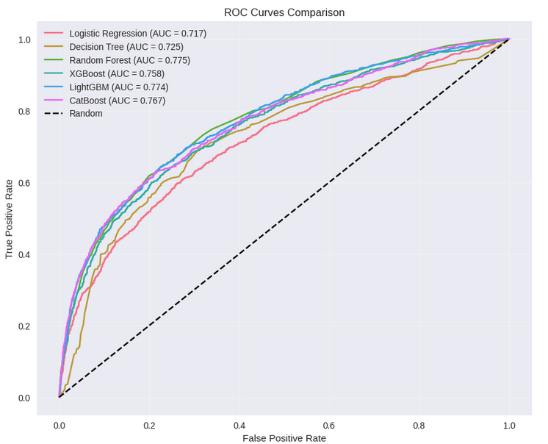 ROC Curves Comparison
Logistic Regression (AUC = 0.717)
Decision Tree (AUC = 0.725)
Random Forest (AUC = 0.775)
XGBoost (AUC = 0.758)
LightGBM (AUC = 0.774)
CatBoost (AUC = 0.767)
Random
True Positive Rate
1.0
0.8
0.6
0.4
0.2
0.0
0.0 0.2 0.4 0.6 0.8 1.0
False Positive Rate